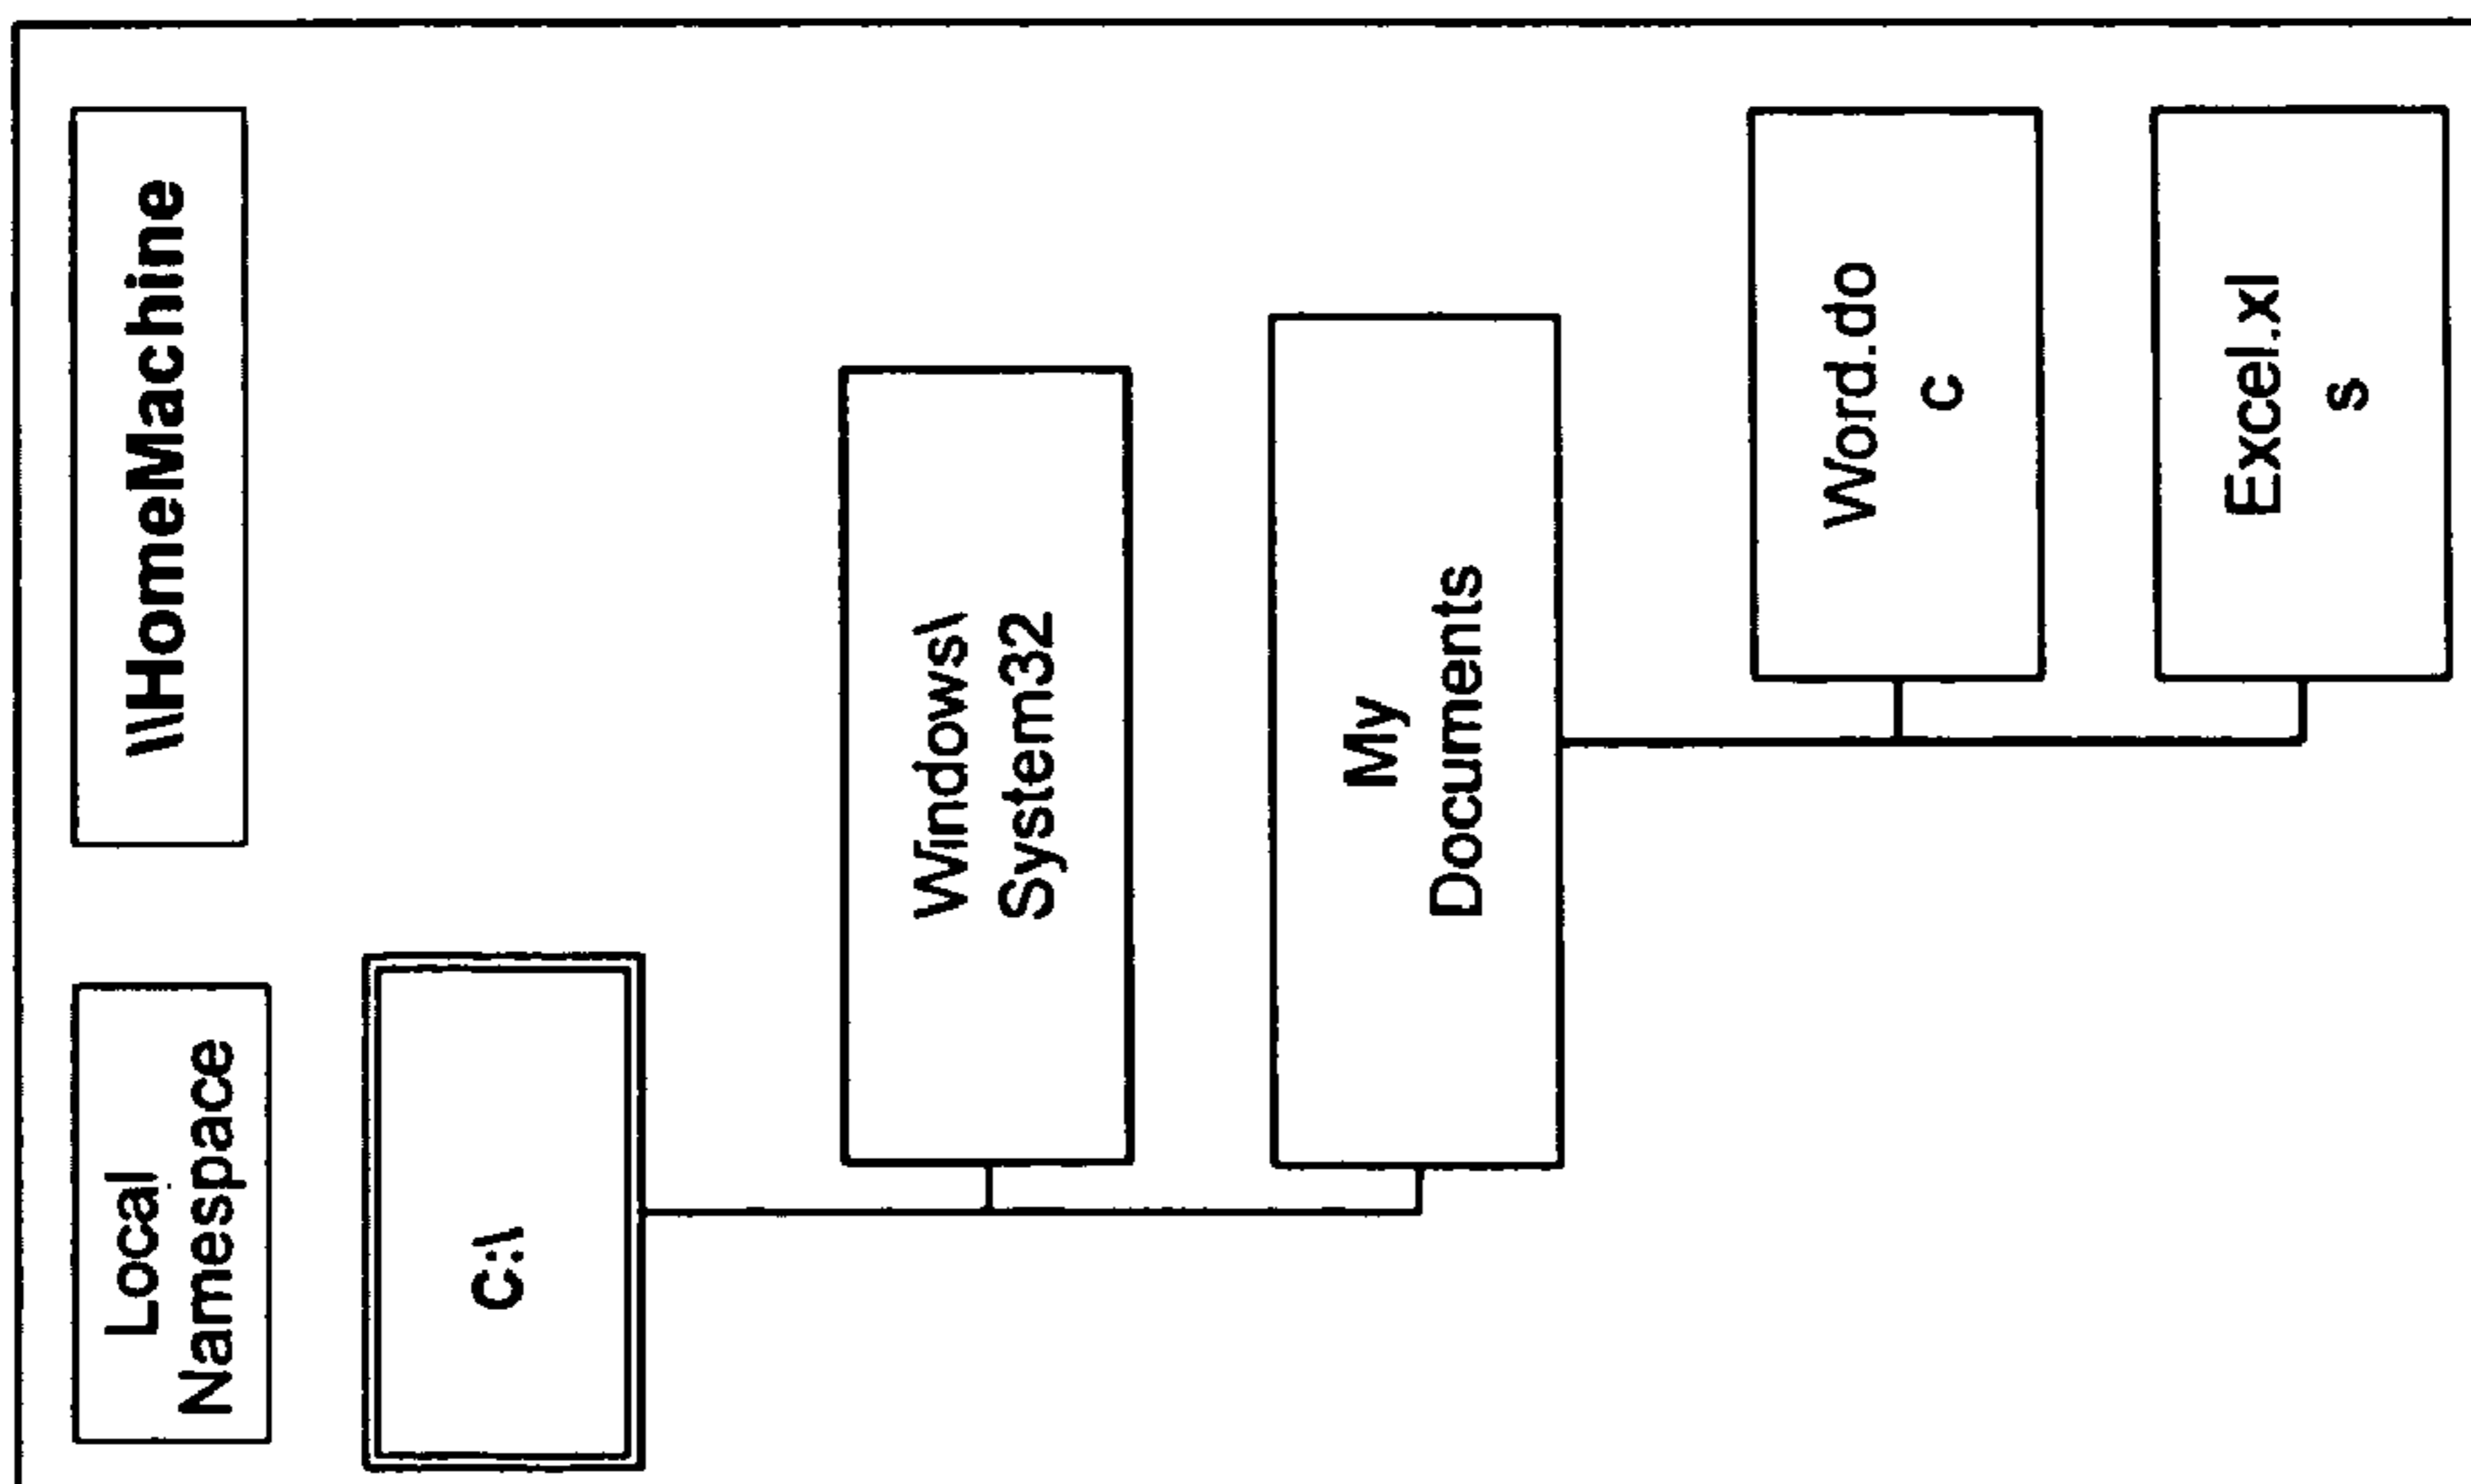 Local
Namespace
\\HomeMachine
C:\
Windows\
System32
My
Documents
Word.do
c
Excel.xl
s